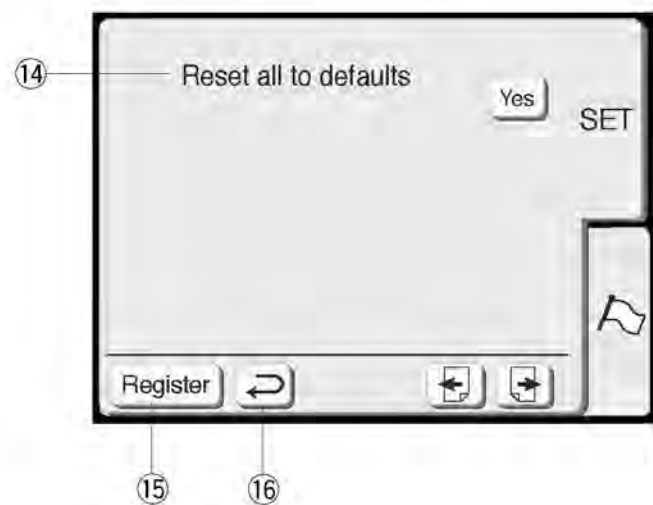 ⑭ Reset all to defaults
Yes
SET
Register
⑮ ⑯